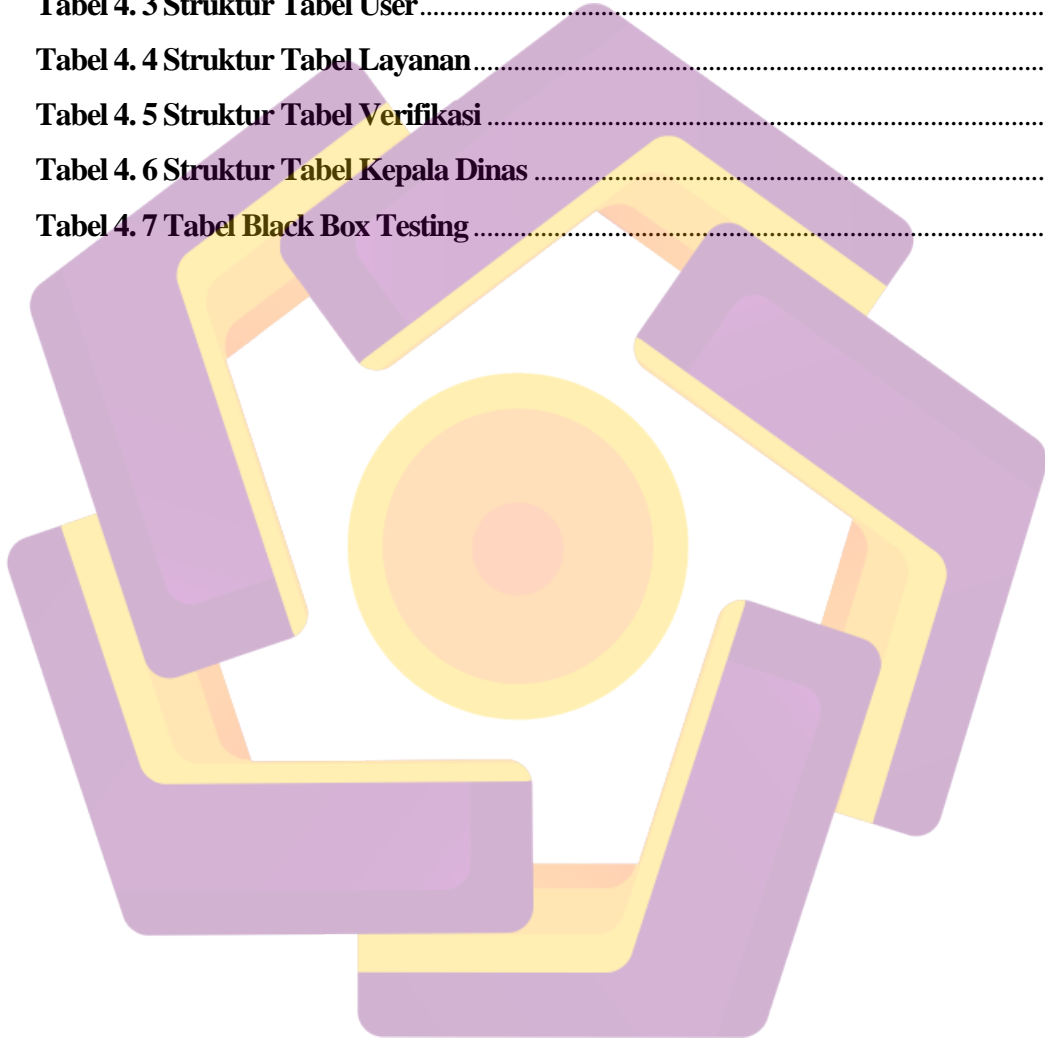 Tabel 4. 3 Struktur Tabel User........................................................................................................
Tabel 4. 4 Struktur Tabel Layanan................................................................................................
Tabel 4. 5 Struktur Tabel Verifikasi ..............................................................................................
Tabel 4. 6 Struktur Tabel Kepala Dinas ........................................................................................
Tabel 4. 7 Tabel Black Box Testing ................................................................................................